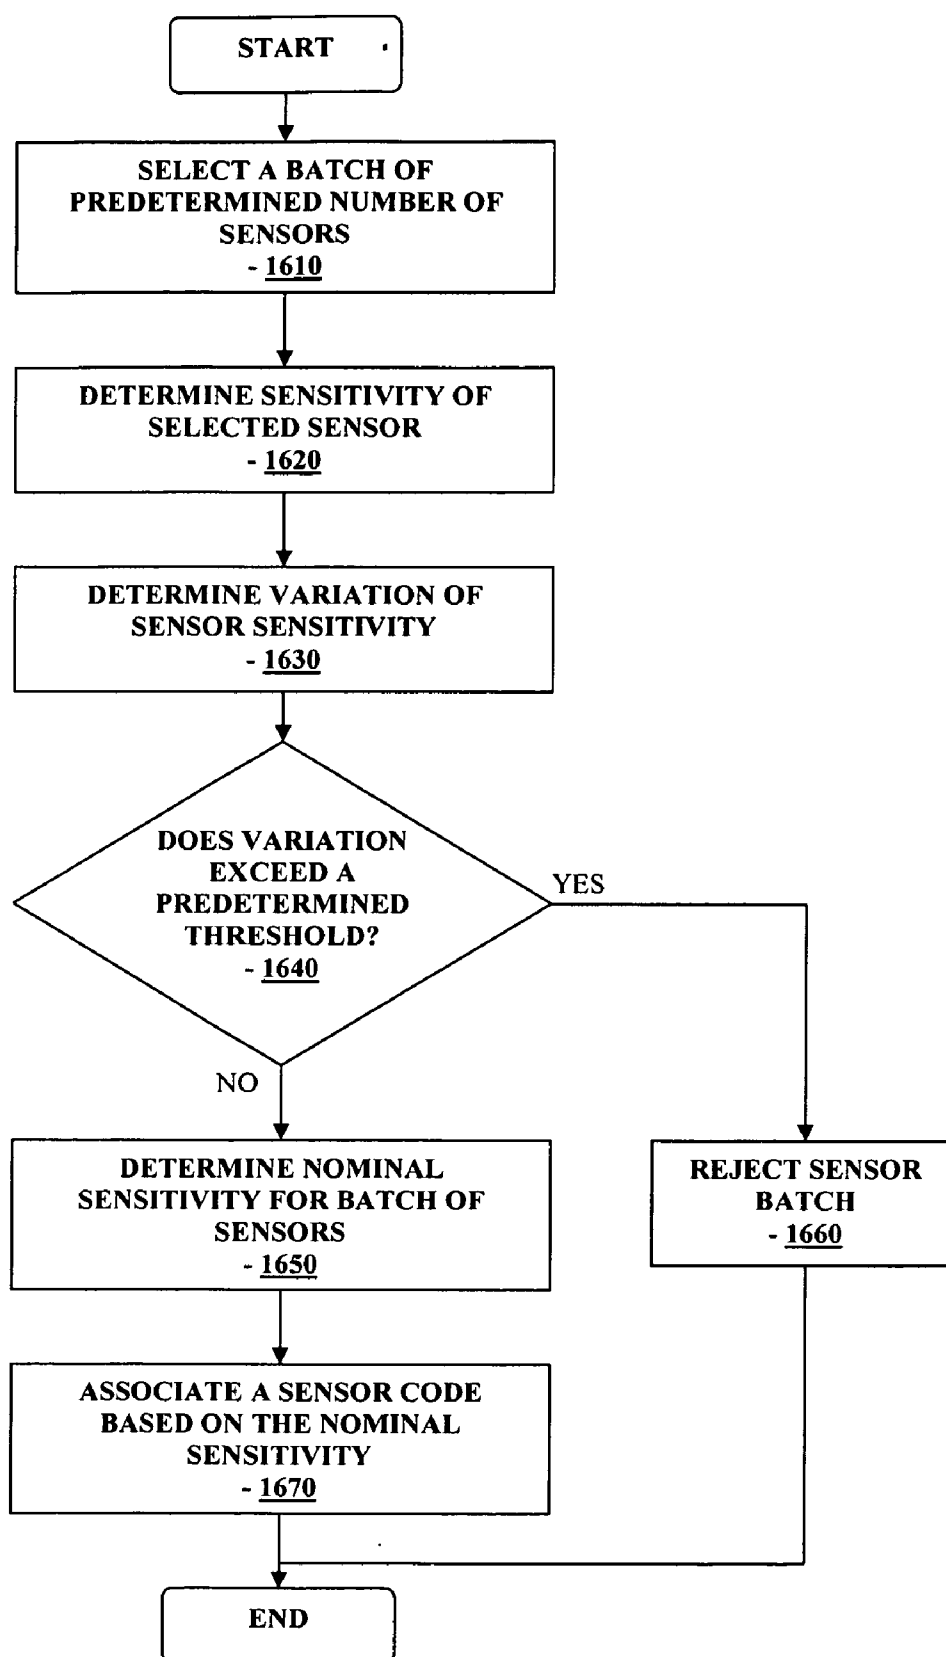 START
SELECT A BATCH OF
PREDETERMINED NUMBER OF
SENSORS
- 1610
DETERMINE SENSITIVITY OF
SELECTED SENSOR
- 1620
DETERMINE VARIATION OF
SENSOR SENSITIVITY
- 1630
DOES VARIATION
EXCEED A
PREDETERMINED
THRESHOLD?
- 1640
YES
NO
DETERMINE NOMINAL
SENSITIVITY FOR BATCH OF
SENSORS
- 1650
REJECT SENSOR
BATCH
- 1660
ASSOCIATE A SENSOR CODE
BASED ON THE NOMINAL
SENSITIVITY
- 1670
END